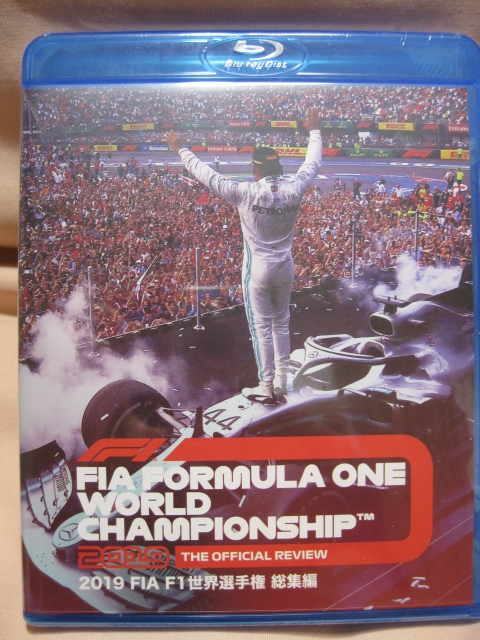 Blu-ray Disc
DHL
PETRONAS
44
F1
FIA FORMULA ONE
WORLD
CHAMPIONSHIP™
2019 THE OFFICIAL REVIEW
2019 FIA F1世界選手権 総集編